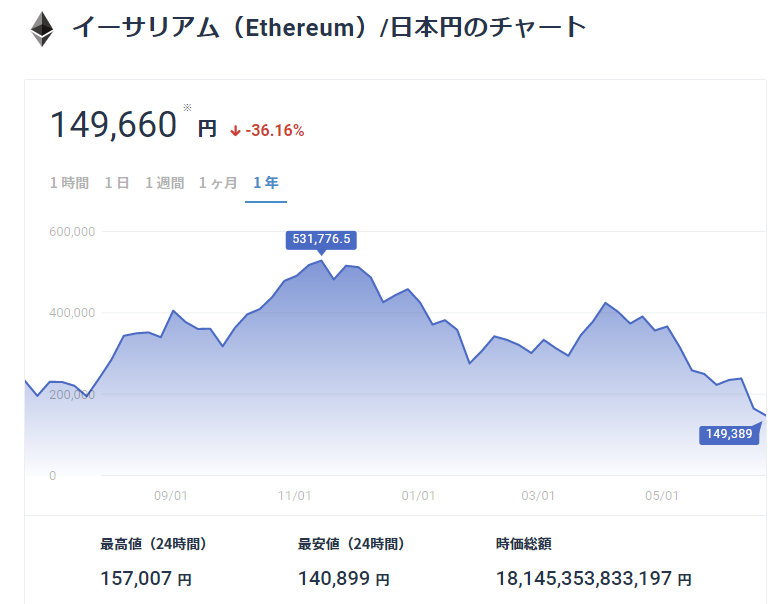 イーサリアム（Ethereum）/日本円のチャート
149,660 ※ 円 ↓ -36.16%
1時間 1日 1週間 1ヶ月 1年
600,000
531,776.5
400,000
200,000
149,389
0
09/01 11/01 01/01 03/01 05/01
最高値（24時間） 最安値（24時間） 時価総額
157,007 円 140,899 円 18,145,353,833,197 円